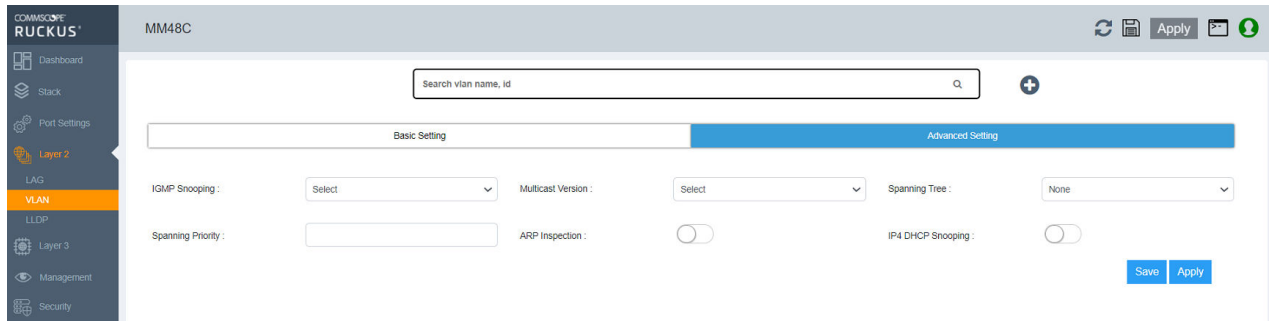 COMMSCOPE
RUCKUS®
MM48C
Apply
Dashboard
Stack
Search vlan name, id
Port Settings
Basic Setting
Advanced Setting
Layer 2
LAG
IGMP Snooping :
Select
Multicast Version :
Select
Spanning Tree :
None
VLAN
LLDP
Spanning Priority :
ARP Inspection :
IP4 DHCP Snooping :
Layer 3
Management
Save
Apply
Security